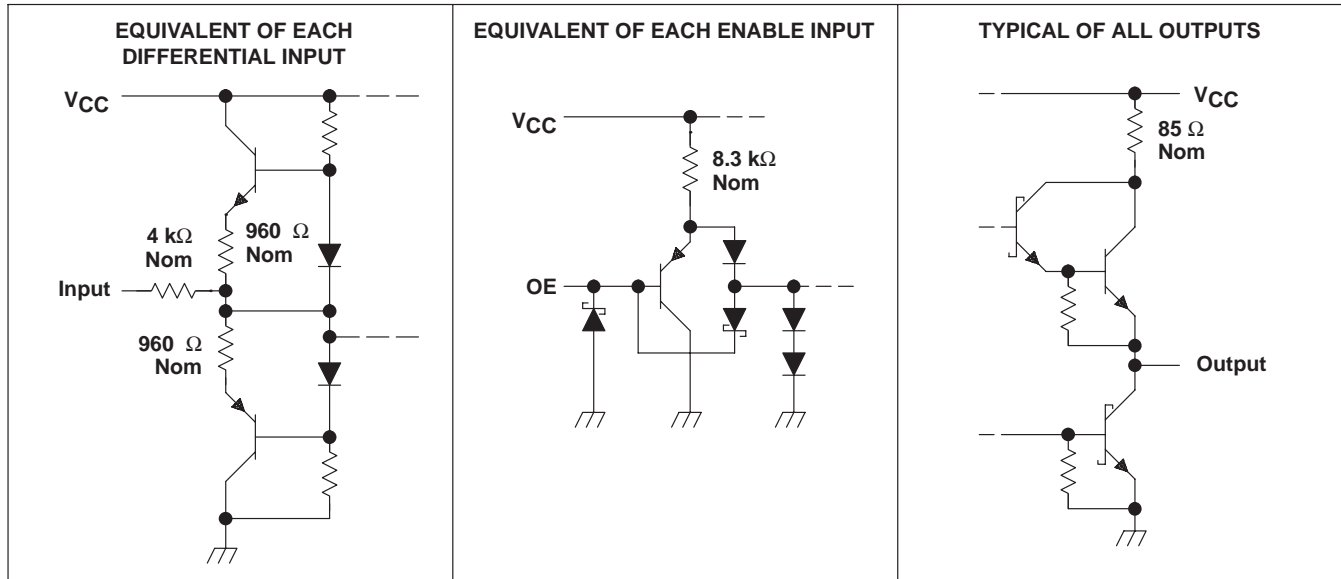 EQUIVALENT OF EACH
DIFFERENTIAL INPUT
VCC
4 kΩ
Nom
960 Ω
Nom
Input
960 Ω
Nom
EQUIVALENT OF EACH ENABLE INPUT
VCC
8.3 kΩ
Nom
OE
TYPICAL OF ALL OUTPUTS
VCC
85 Ω
Nom
Output